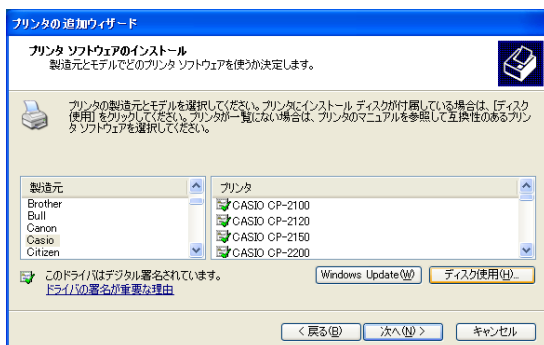 プリンタの追加ウィザード
プリンタ ソフトウェアのインストール
製造元とモデルでどのプリンタ ソフトウェアを使うか決定します。
プリンタの製造元とモデルを選択してください。プリンタにインストール ディスクが付属している場合は、[ディスク
使用] をクリックしてください。プリンタが一覧にない場合は、プリンタのマニュアルを参照して互換性のあるプリン
タ ソフトウェアを選択してください。
製造元
Brother
Bull
Canon
Casio
Citizen
プリンタ
CASIO CP-2100
CASIO CP-2120
CASIO CP-2150
CASIO CP-2200
このドライバはデジタル署名されています。
ドライバの署名が重要な理由
Windows Update(W)
ディスク使用(H)...
< 戻る(B)
次へ(N) >
キャンセル